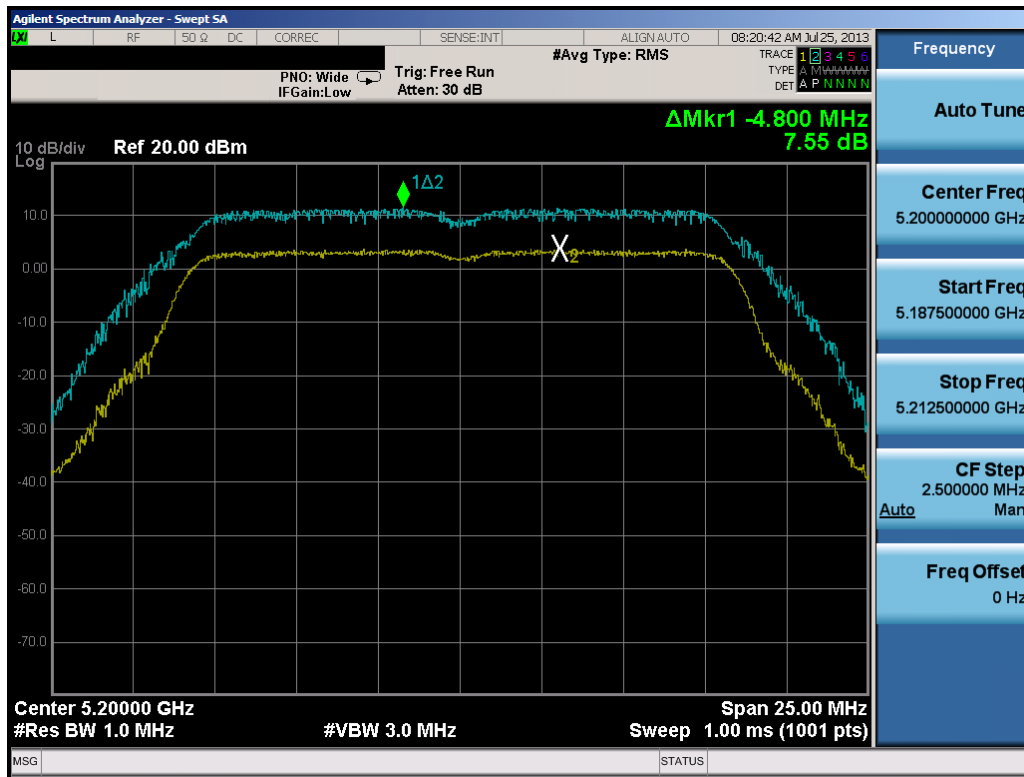 Agilent Spectrum Analyzer - Swept SA
LXI L RF 50 Ω DC CORREC SENSE:INT ALIGN AUTO 08:20:42 AM Jul 25, 2013
#Avg Type: RMS TRACE 1 2 3 4 5 6
PNO: Wide Trig: Free Run TYPE A M W W W W
IFGain:Low Atten: 30 dB DET A P N N N N
ΔMkr1 -4.800 MHz
7.55 dB
10 dB/div Ref 20.00 dBm
Log
1Δ2
10.0
X2
0.00
-10.0
-20.0
-30.0
-40.0
-50.0
-60.0
-70.0
Center 5.20000 GHz Span 25.00 MHz
#Res BW 1.0 MHz #VBW 3.0 MHz Sweep 1.00 ms (1001 pts)
MSG STATUS
Frequency
Auto Tune
Center Freq
5.200000000 GHz
Start Freq
5.187500000 GHz
Stop Freq
5.212500000 GHz
CF Step
2.500000 MHz
Auto Man
Freq Offset
0 Hz